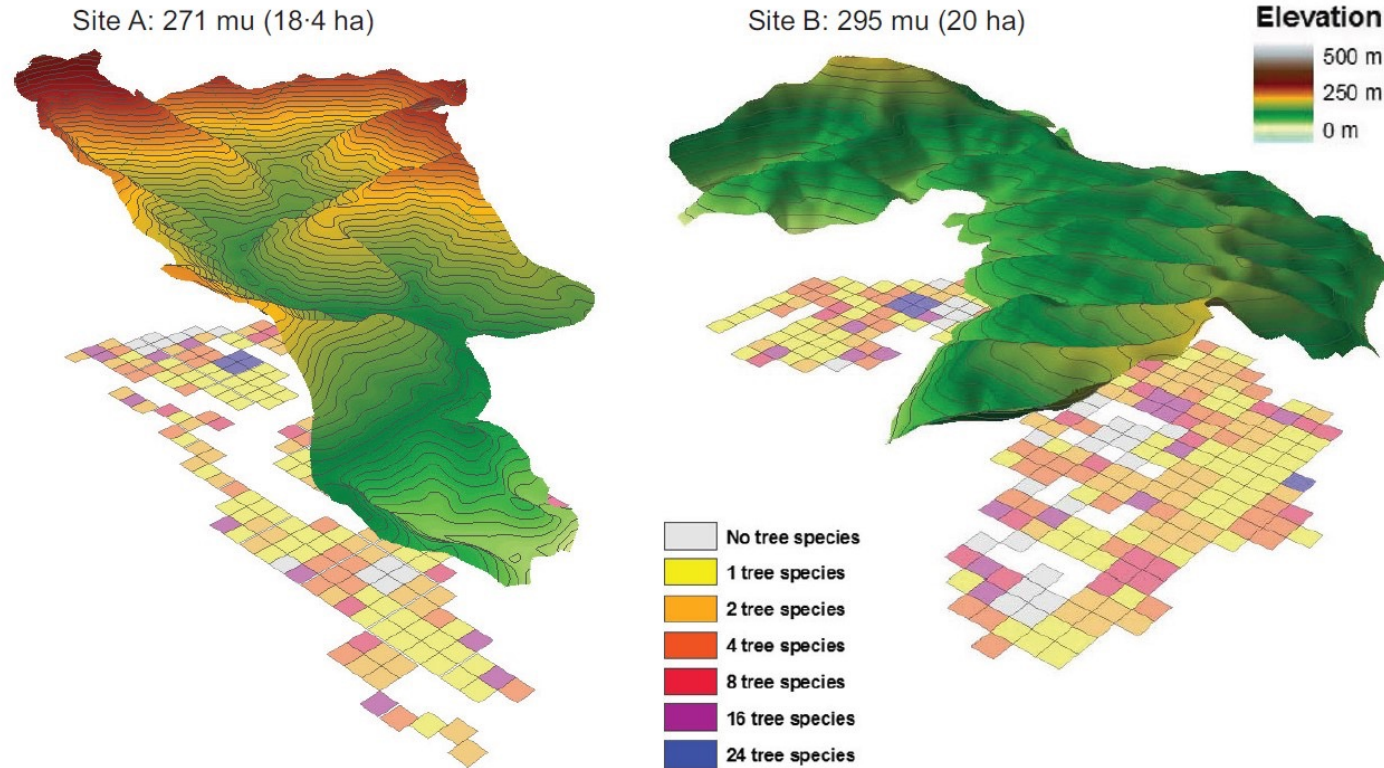 Site A: 271 mu (18·4 ha)
Site B: 295 mu (20 ha)
Elevation
500 m
250 m
0 m
No tree species
1 tree species
2 tree species
4 tree species
8 tree species
16 tree species
24 tree species